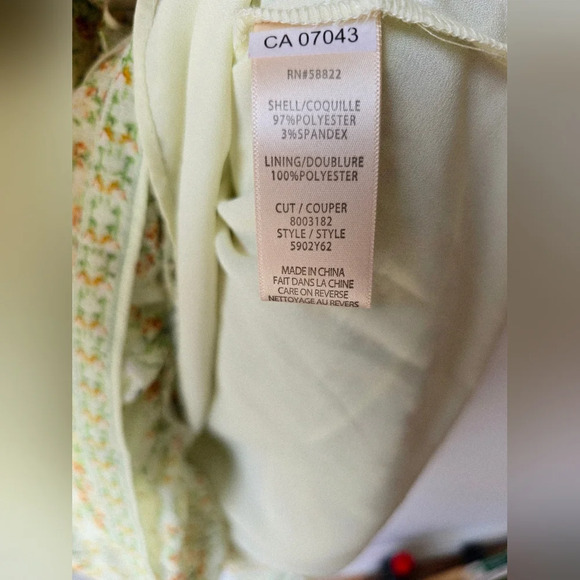 CA 07043
RN#58822
SHELL/COQUILLE
97%POLYESTER
3%SPANDEX
LINING/DOUBLURE
100%POLYESTER
CUT / COUPER
8003182
STYLE / STYLE
5902Y62
MADE IN CHINA
FAIT DANS LA CHINE
CARE ON REVERSE
NETTOYAGE AU REVERS